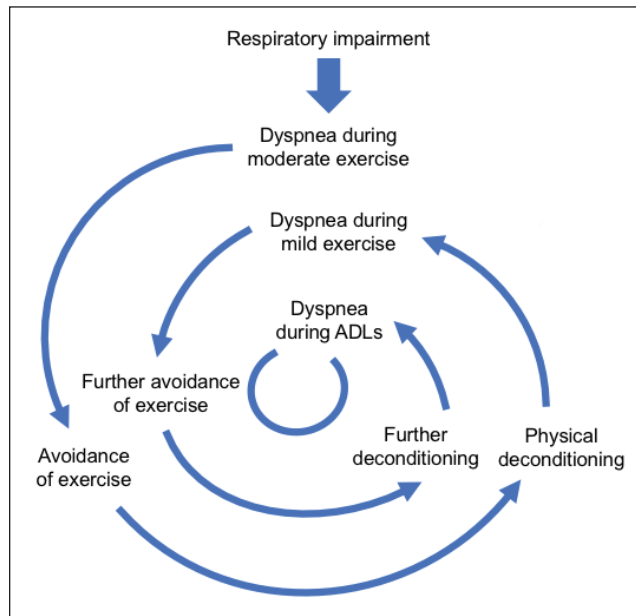 Respiratory impairment
Dyspnea during
moderate exercise
Dyspnea during
mild exercise
Dyspnea
during ADLs
Further avoidance
of exercise
Further
deconditioning
Physical
deconditioning
Avoidance
of exercise